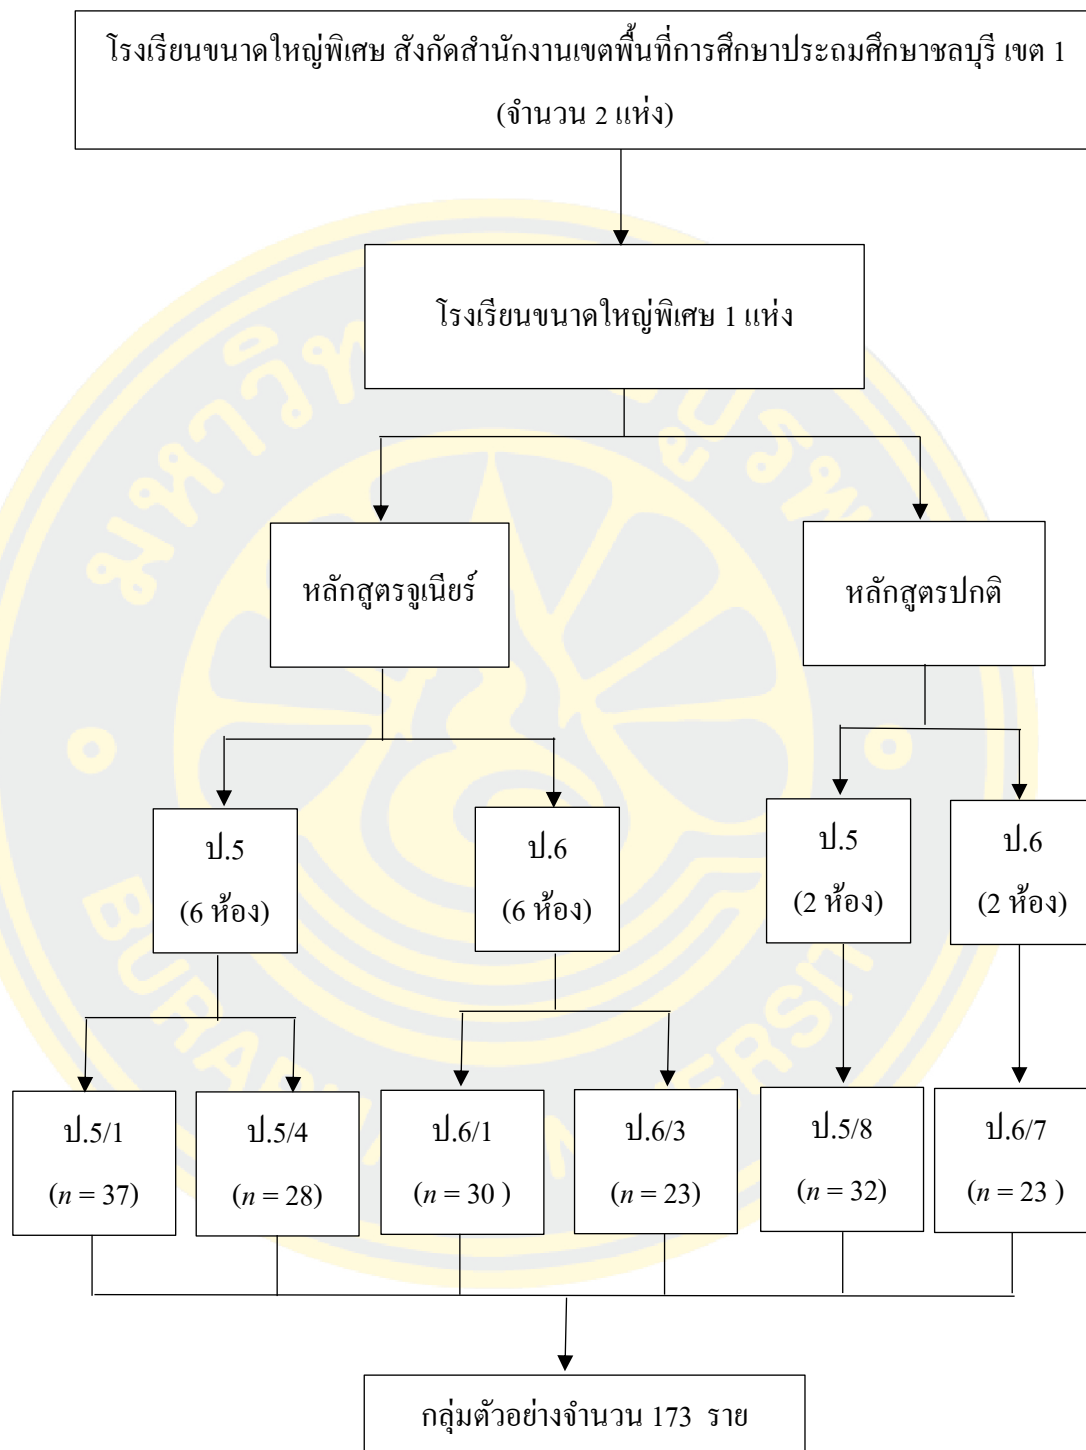 โรงเรียนขนาดใหญ่พิเศษ สังกัดสำนักงานเขตพื้นที่การศึกษาประถมศึกษาชลบุรี เขต 1
(จำนวน 2 แห่ง)
โรงเรียนขนาดใหญ่พิเศษ 1 แห่ง
หลักสูตรจูเนียร์
หลักสูตรปกติ
ป.5
(6 ห้อง)
ป.6
(6 ห้อง)
ป.5
(2 ห้อง)
ป.6
(2 ห้อง)
ป.5/1
(n = 37)
ป.5/4
(n = 28)
ป.6/1
(n = 30 )
ป.6/3
(n = 23)
ป.5/8
(n = 32)
ป.6/7
(n = 23 )
กลุ่มตัวอย่างจำนวน 173 ราย